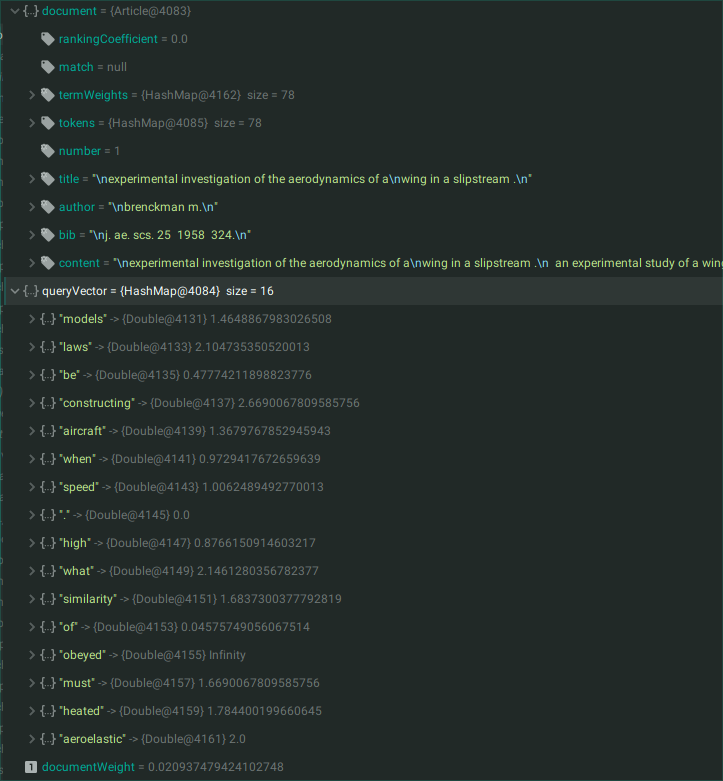 document = {Article@4083}
rankingCoefficient = 0.0
match = null
termWeights = {HashMap@4162} size = 78
tokens = {HashMap@4085} size = 78
number = 1
title = "\nexperimental investigation of the aerodynamics of a\nwing in a slipstream .\n"
author = "\nbrenckman m.\n"
bib = "\nj. ae. scs. 25  1958  324.\n"
content = "\nexperimental investigation of the aerodynamics of a\nwing in a slipstream .\n  an experimental study of a wing
queryVector = {HashMap@4084} size = 16
{..} "models" -> {Double@4131} 1.4648867983026508
{..} "laws" -> {Double@4133} 2.104735350520013
{..} "be" -> {Double@4135} 0.47774211898823776
{..} "constructing" -> {Double@4137} 2.6690067809585756
{..} "aircraft" -> {Double@4139} 1.3679767852945943
{..} "when" -> {Double@4141} 0.9729417672659639
{..} "speed" -> {Double@4143} 1.0062489492770013
{..} "." -> {Double@4145} 0.0
{..} "high" -> {Double@4147} 0.8766150914603217
{..} "what" -> {Double@4149} 2.1461280356782377
{..} "similarity" -> {Double@4151} 1.6837300377792819
{..} "of" -> {Double@4153} 0.04575749056067514
{..} "obeyed" -> {Double@4155} Infinity
{..} "must" -> {Double@4157} 1.6690067809585756
{..} "heated" -> {Double@4159} 1.784400199660645
{..} "aeroelastic" -> {Double@4161} 2.0
1 documentWeight = 0.020937479424102748